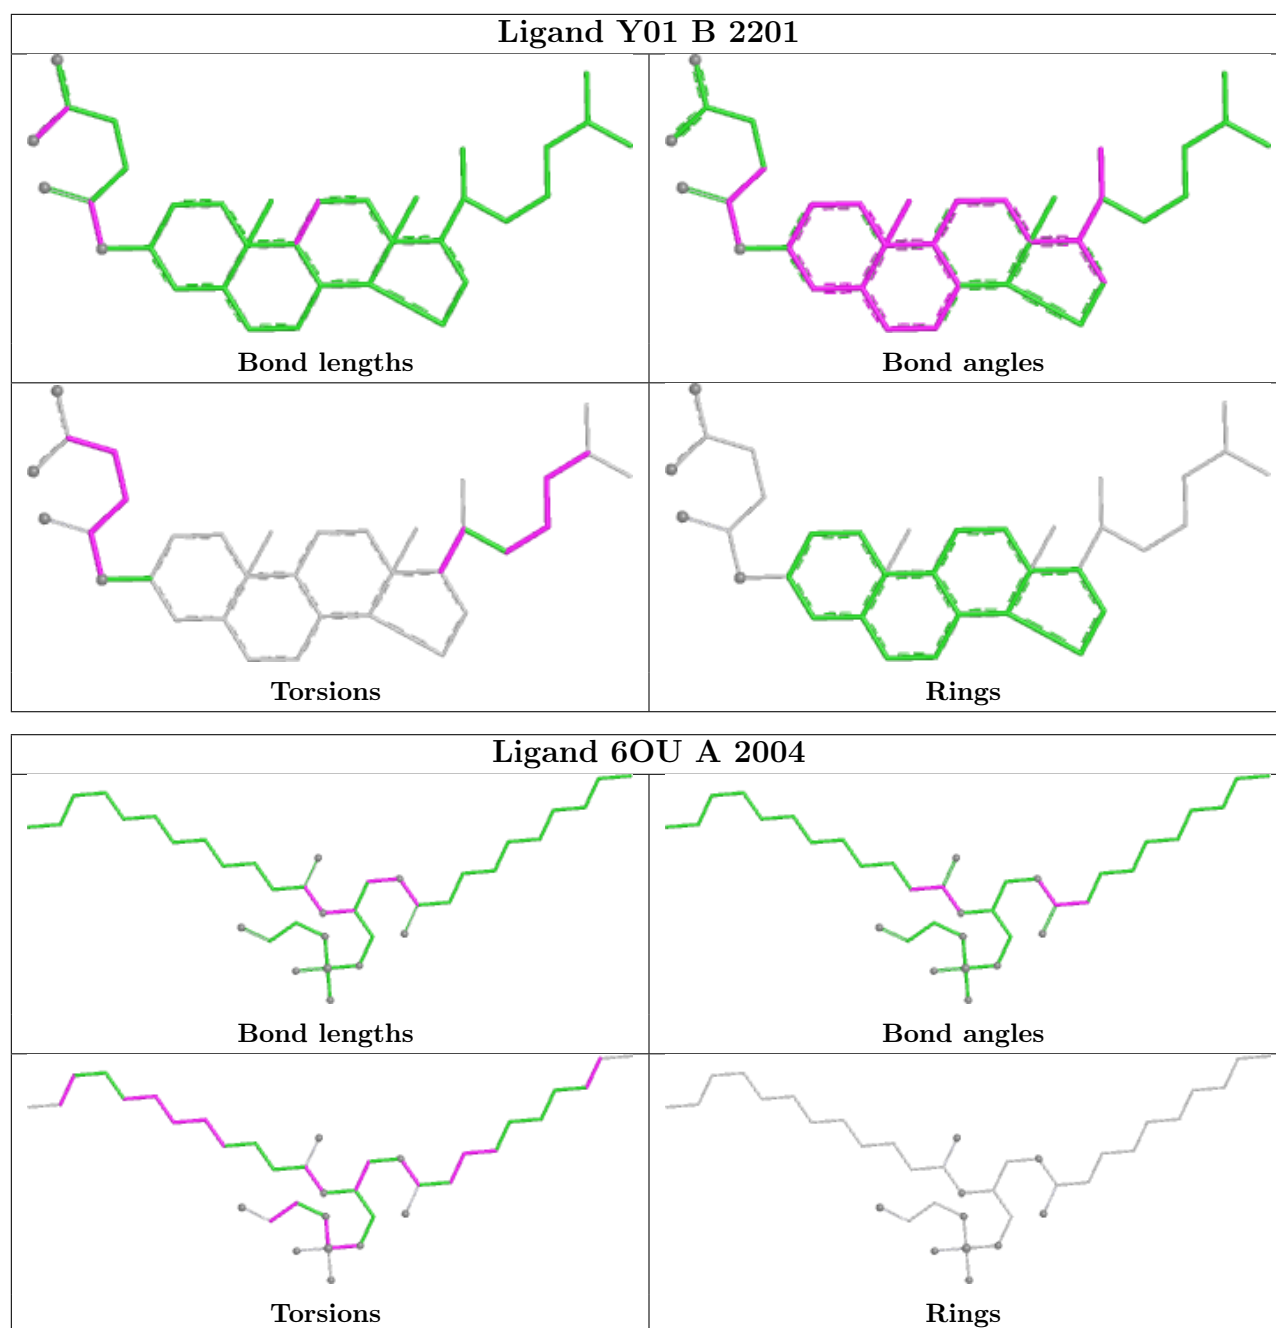 Ligand Y01 B 2201
Bond lengths
Bond angles
Torsions
Rings
Ligand 6OU A 2004
Bond lengths
Bond angles
Torsions
Rings